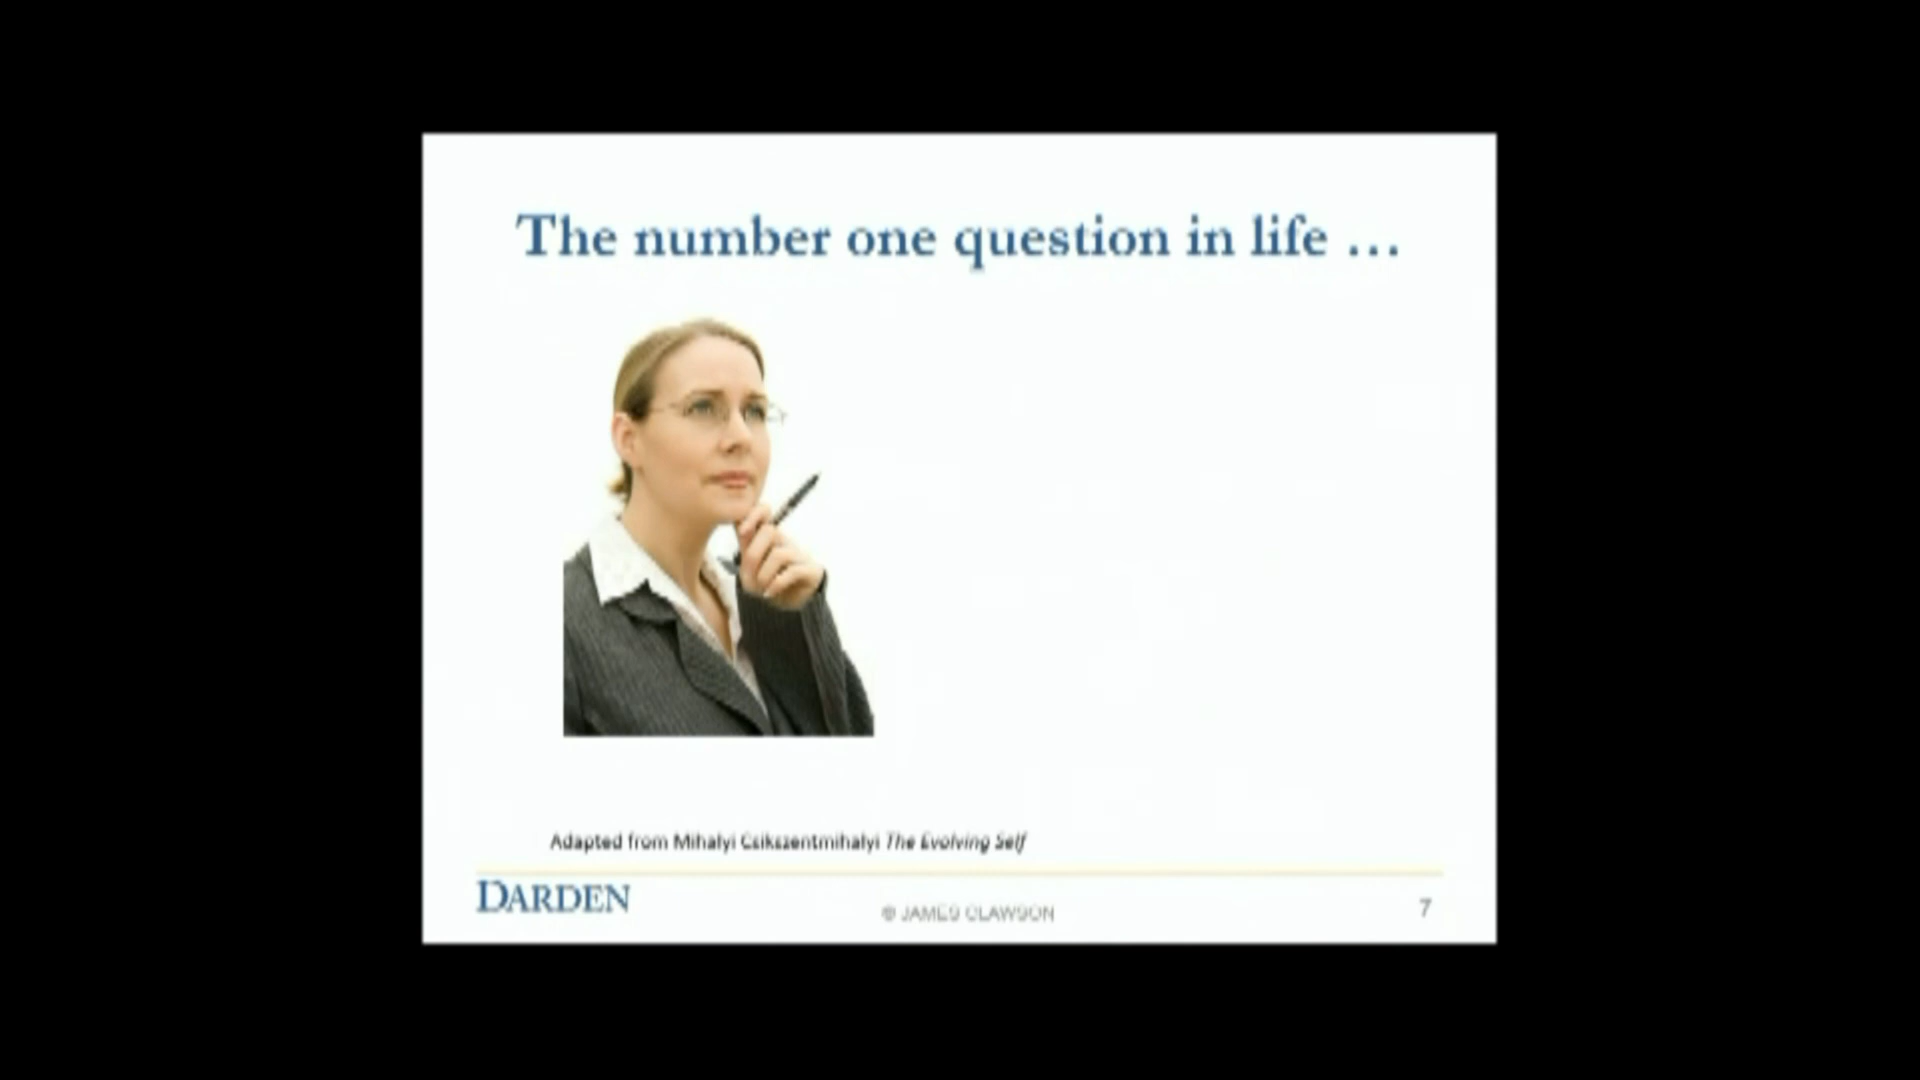 The number one question in life ...
Adapted from Mihalyi Csikszentmihalyi The Evolving Self
DARDEN
© JAMES CLAWSON
7